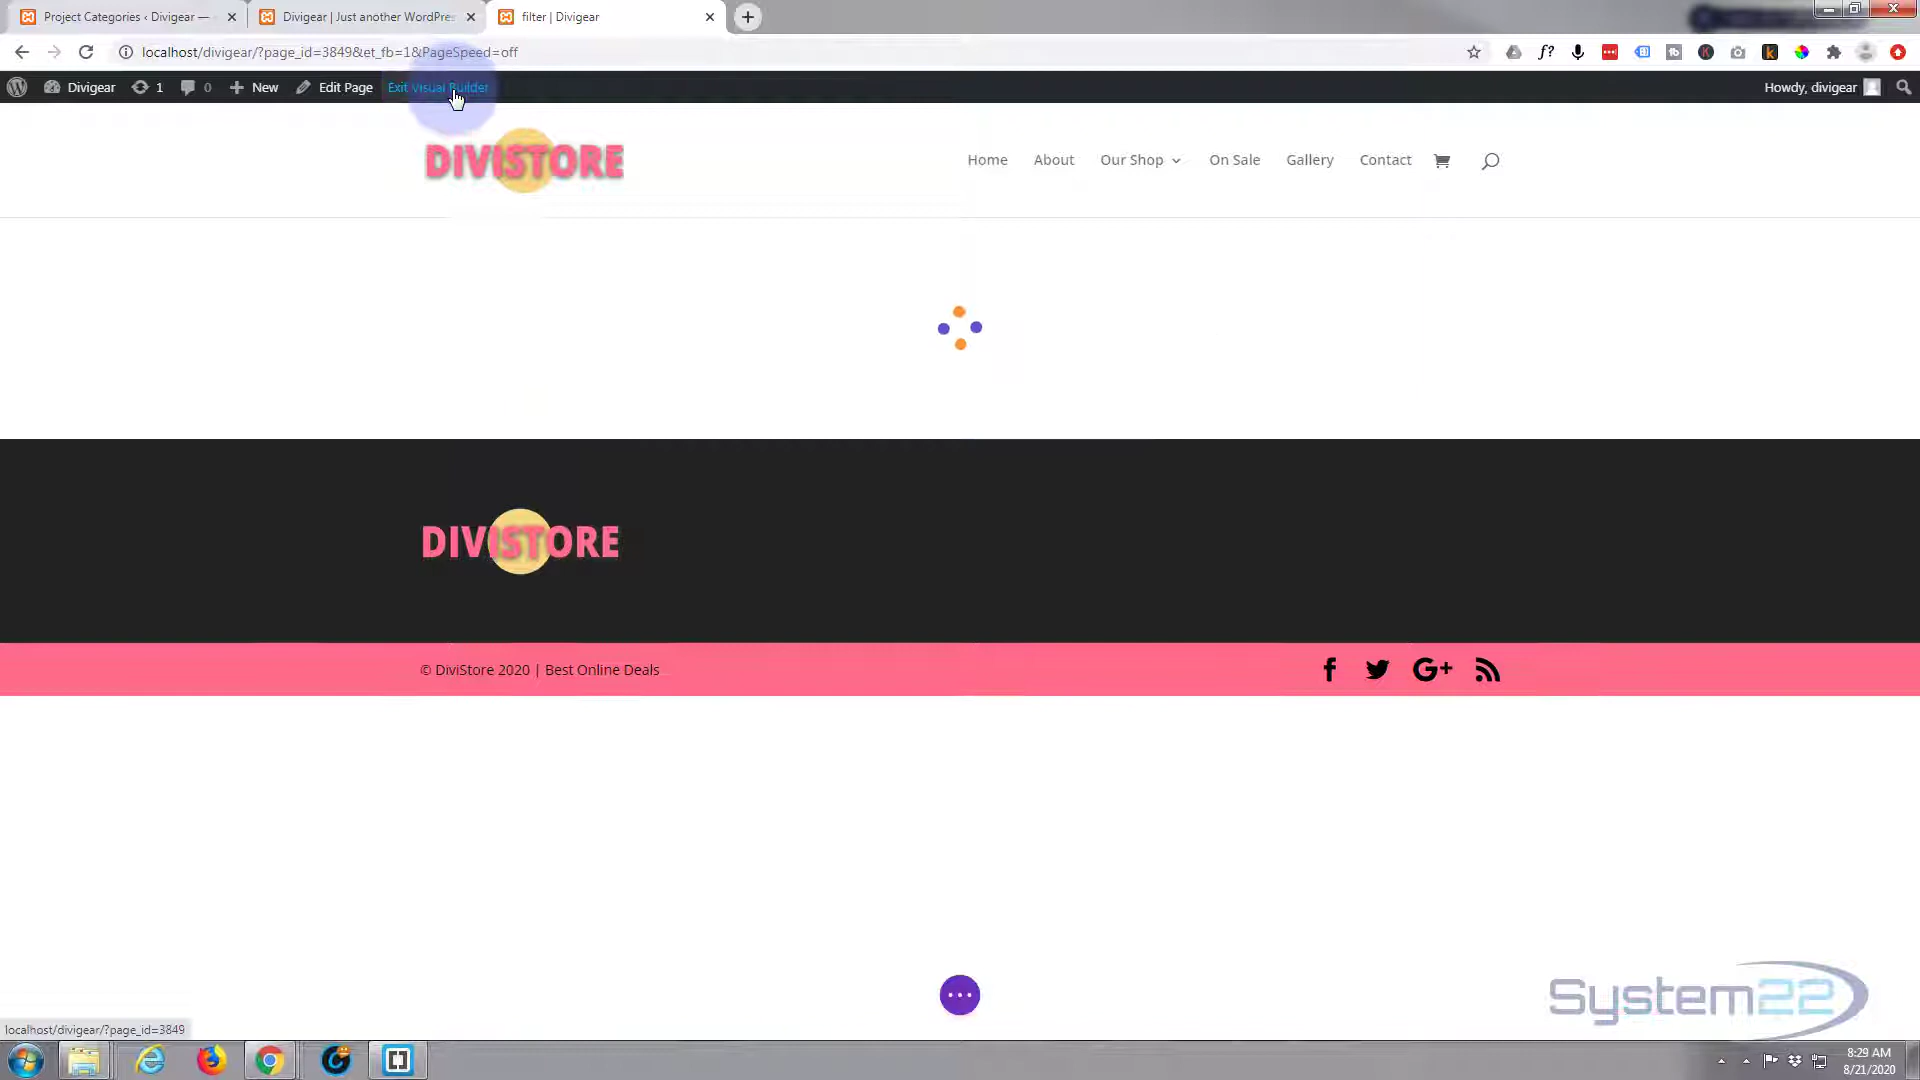 Project Categories ‹ Divigear —
Divigear | Just another WordPres
filter | Divigear
localhost/divigear/?page_id=3849&et_fb=1&PageSpeed=off
Divigear 1 0 New Edit Page Exit Visual Builder
Howdy, divigear
DIVISTORE
Home About Our Shop On Sale Gallery Contact
DIVISTORE
© DiviStore 2020 | Best Online Deals
System22
localhost/divigear/?page_id=3849
8:29 AM
8/21/2020